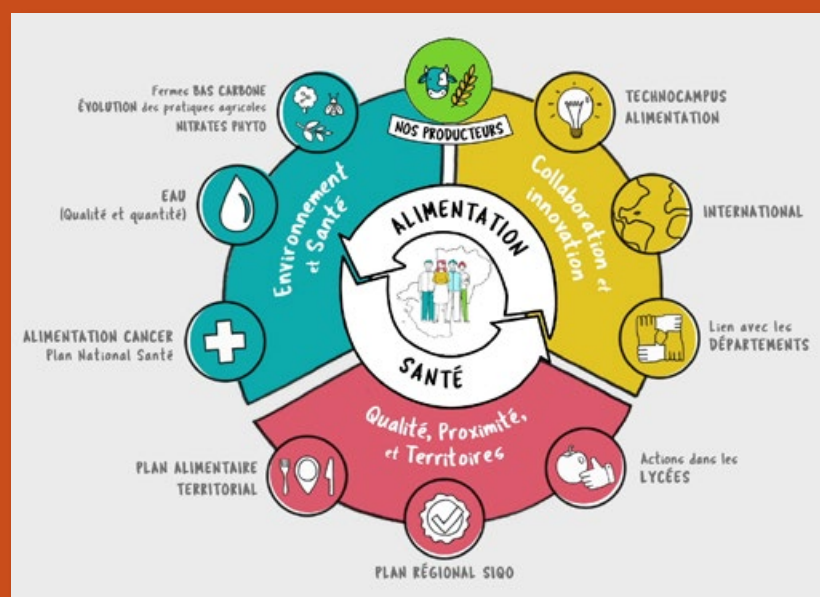 NOS PRODUCTEURS
Fermes BAS CARBONE
ÉVOLUTION des pratiques agricoles
NITRATES PHYTO
EAU
(Qualité et quantité)
ALIMENTATION CANCER
Plan National Santé
Environnement
et Santé
TECHNOCAMPUS
ALIMENTATION
INTERNATIONAL
Lien avec les
DÉPARTEMENTS
Collaboration et
innovation
ALIMENTATION
SANTÉ
Qualité, Proximité,
et Territoires
PLAN ALIMENTAIRE
TERRITORIAL
PLAN RÉGIONAL SIQO
Actions dans les
LYCÉES